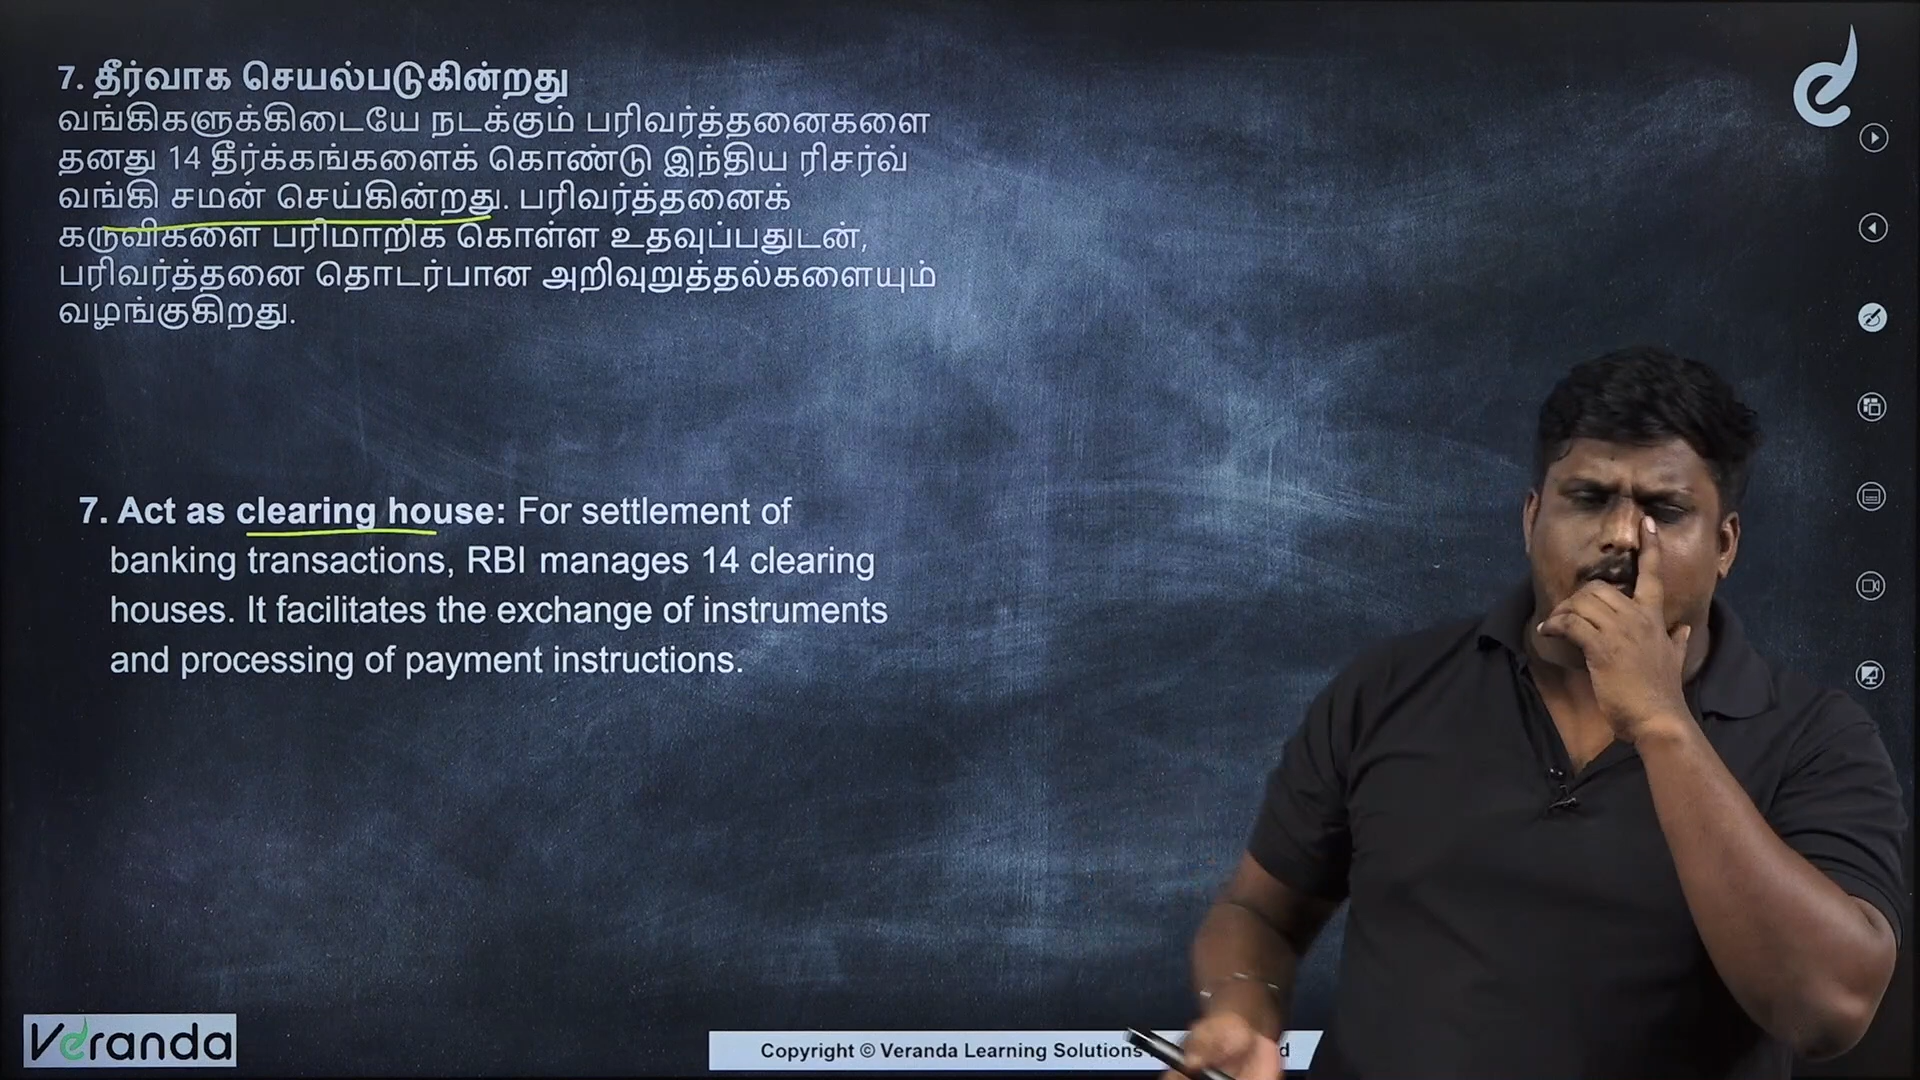 7. தீர்வாக செயல்படுகின்றது
வங்கிகளுக்கிடையே நடக்கும் பரிவர்த்தனைகளை
தனது 14 தீர்க்கங்களைக் கொண்டு இந்திய ரிசர்வ்
வங்கி சமன் செய்கின்றது. பரிவர்த்தனைக்
கருவிகளை பரிமாறிக் கொள்ள உதவுப்பதுடன்,
பரிவர்த்தனை தொடர்பான அறிவுறுத்தல்களையும்
வழங்குகிறது.
7. Act as clearing house: For settlement of
banking transactions, RBI manages 14 clearing
houses. It facilitates the exchange of instruments
and processing of payment instructions.
Veranda
Copyright © Veranda Learning Solutions